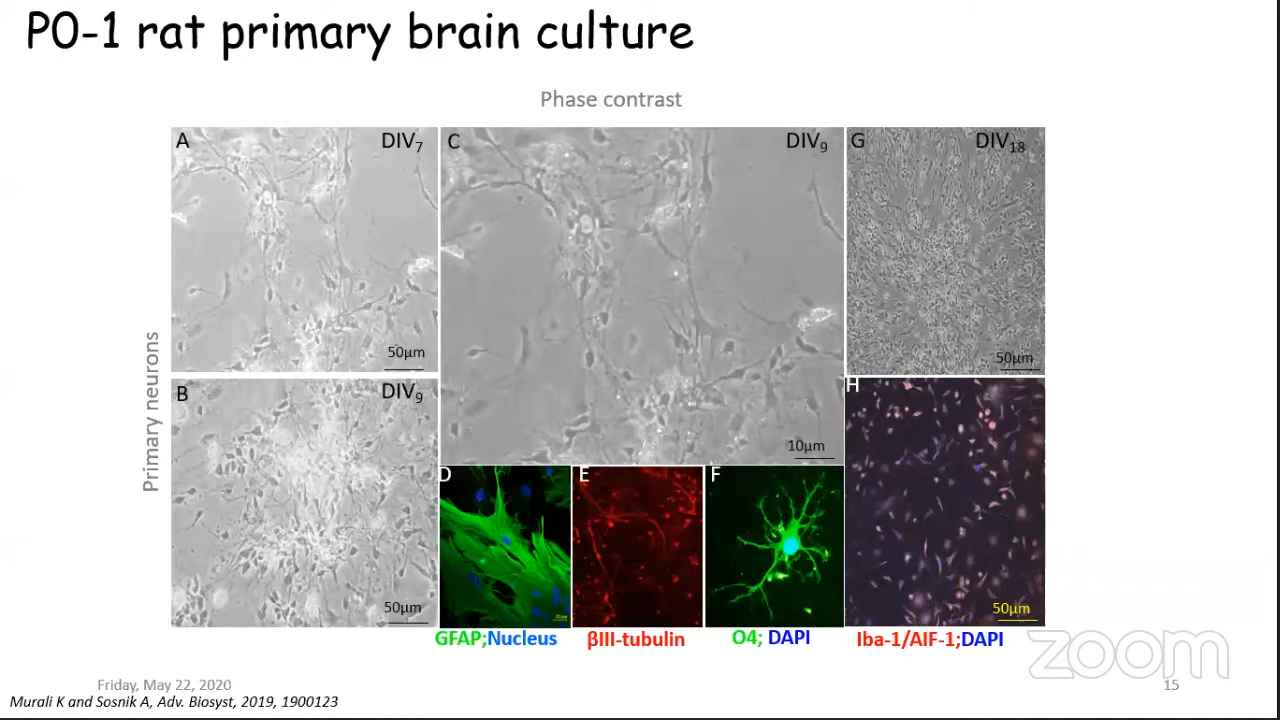 P0-1 rat primary brain culture
Phase contrast
A DIV7
C DIV9
G DIV18
50μm
50μm
10μm
Primary neurons
B DIV9
H
D E F
50μm
50μm
GFAP;Nucleus βIII-tubulin O4; DAPI Iba-1/AIF-1;DAPI
zoom
Friday, May 22, 2020
15
Murali K and Sosnik A, Adv. Biosyst, 2019, 1900123